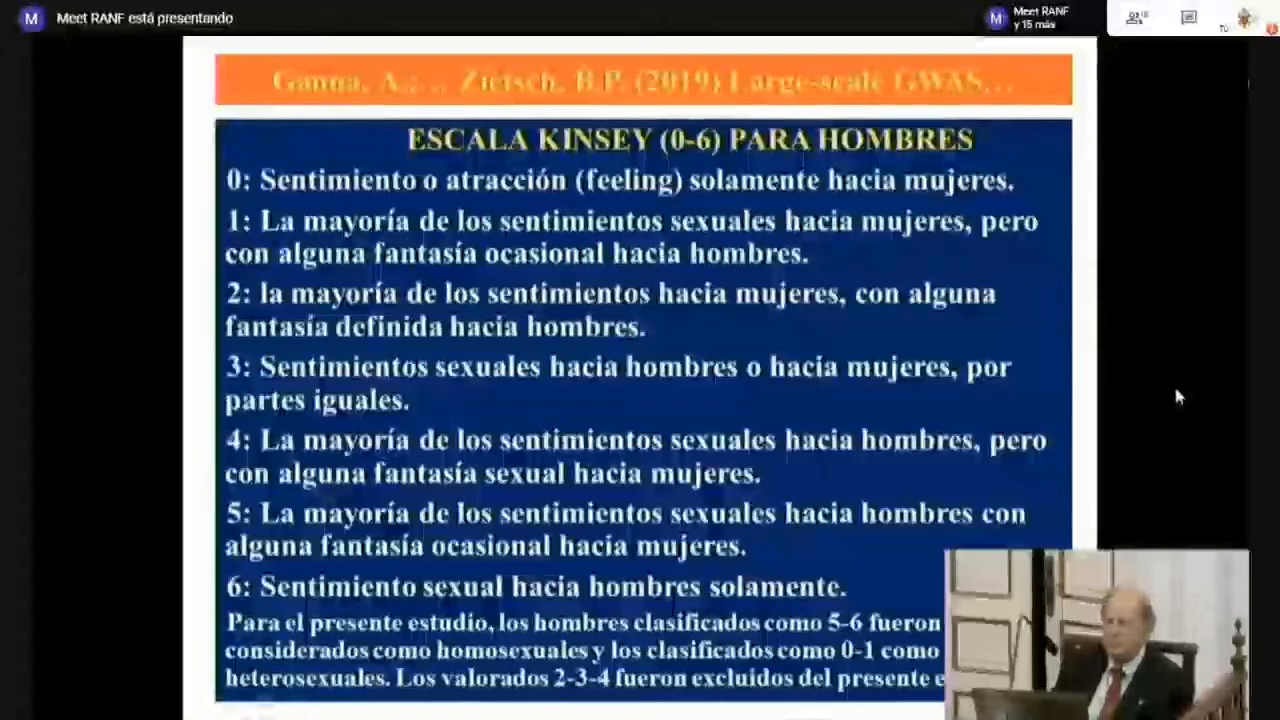 M Meet RANF está presentando
M Meet RANF
y 15 más
Tú
Ganna, A.;... Zietsch, B.P. (2019) Large-scale GWAS...
ESCALA KINSEY (0-6) PARA HOMBRES
0: Sentimiento o atracción (feeling) solamente hacia mujeres.
1: La mayoría de los sentimientos sexuales hacia mujeres, pero
con alguna fantasía ocasional hacia hombres.
2: la mayoría de los sentimientos hacia mujeres, con alguna
fantasía definida hacia hombres.
3: Sentimientos sexuales hacia hombres o hacia mujeres, por
partes iguales.
4: La mayoría de los sentimientos sexuales hacia hombres, pero
con alguna fantasía sexual hacia mujeres.
5: La mayoría de los sentimientos sexuales hacia hombres con
alguna fantasía ocasional hacia mujeres.
6: Sentimiento sexual hacia hombres solamente.
Para el presente estudio, los hombres clasificados como 5-6 fueron
considerados como homosexuales y los clasificados como 0-1 como
heterosexuales. Los valorados 2-3-4 fueron excluidos del presente e